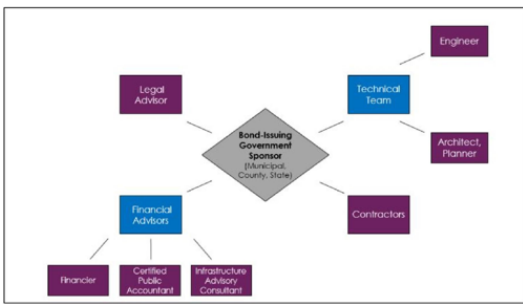 Engineer
Legal
Advisor
Technical
Team
Bond-Issuing
Government
Sponsor
(Municipal,
County, State)
Architect,
Planner
Financial
Advisors
Contractors
Financier
Certified
Public
Accountant
Infrastructure
Advisory
Consultant